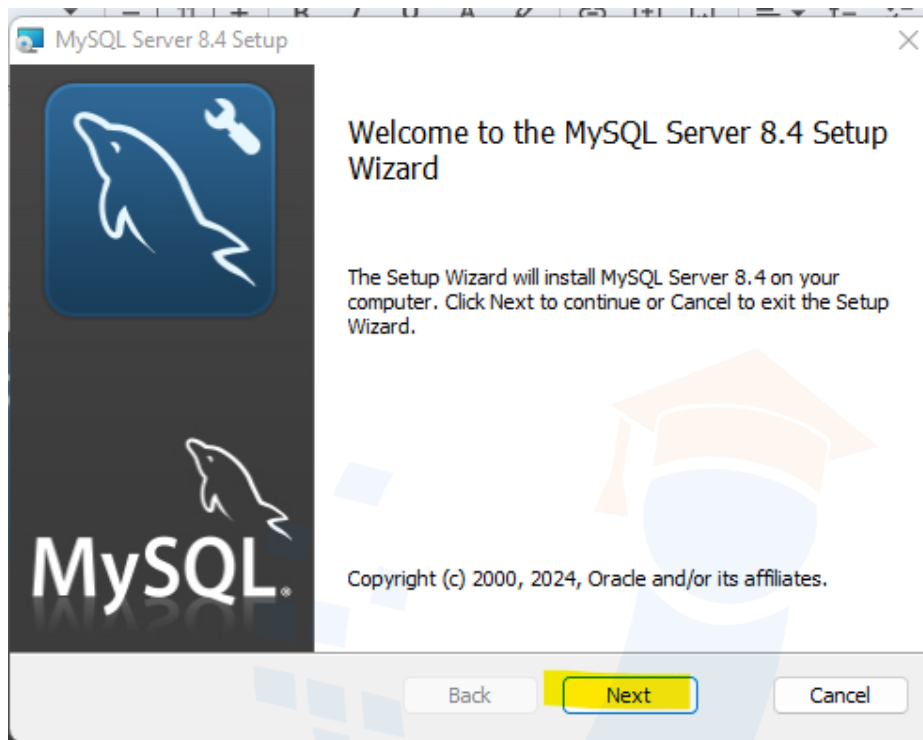 MySQL Server 8.4 Setup
Welcome to the MySQL Server 8.4 Setup
Wizard
The Setup Wizard will install MySQL Server 8.4 on your
computer. Click Next to continue or Cancel to exit the Setup
Wizard.
MySQL®
Copyright (c) 2000, 2024, Oracle and/or its affiliates.
Back Next Cancel